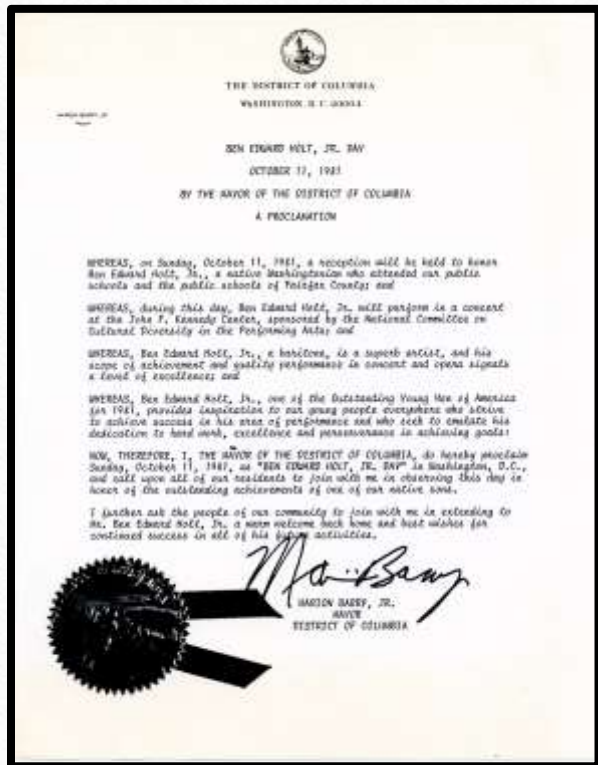 THE DISTRICT OF COLUMBIA
WASHINGTON, D. C. 20004
MARION BARRY, JR.
BEN EDWARD HOLT, JR. DAY
OCTOBER 11, 1981
BY THE MAYOR OF THE DISTRICT OF COLUMBIA
A PROCLAMATION
WHEREAS, on Sunday, October 11, 1981, a reception will be held to honor
Ben Edward Holt, Jr., a native Washingtonian who attended our public
schools and the public schools of Fairfax County; and
WHEREAS, during this day, Ben Edward Holt, Jr. will perform in a concert
at the John F. Kennedy Center, sponsored by the National Committee on
Cultural Diversity in the Performing Arts; and
WHEREAS, Ben Edward Holt, Jr., a baritone, is a superb artist, and his
scope of achievement and quality performance in concert and opera signals
a level of excellence; and
WHEREAS, Ben Edward Holt, Jr., one of the Outstanding Young Men of America
for 1981, provides inspiration to our young people everywhere who strive
to achieve success in his area of performance and who seek to emulate his
dedication to hard work, excellence and perseverance in achieving goals:
NOW, THEREFORE, I, THE MAYOR OF THE DISTRICT OF COLUMBIA, do hereby proclaim
Sunday, October 11, 1981, as "BEN EDWARD HOLT, JR. DAY" in Washington, D.C.,
and call upon all of our residents to join with me in observing this day in
honor of the outstanding achievements of one of our native sons.
I further ask the people of our community to join with me in extending to
Mr. Ben Edward Holt, Jr. a warm welcome back home and best wishes for
continued success in all of his future activities.
Marion Barry
MARION BARRY, JR.
MAYOR
DISTRICT OF COLUMBIA